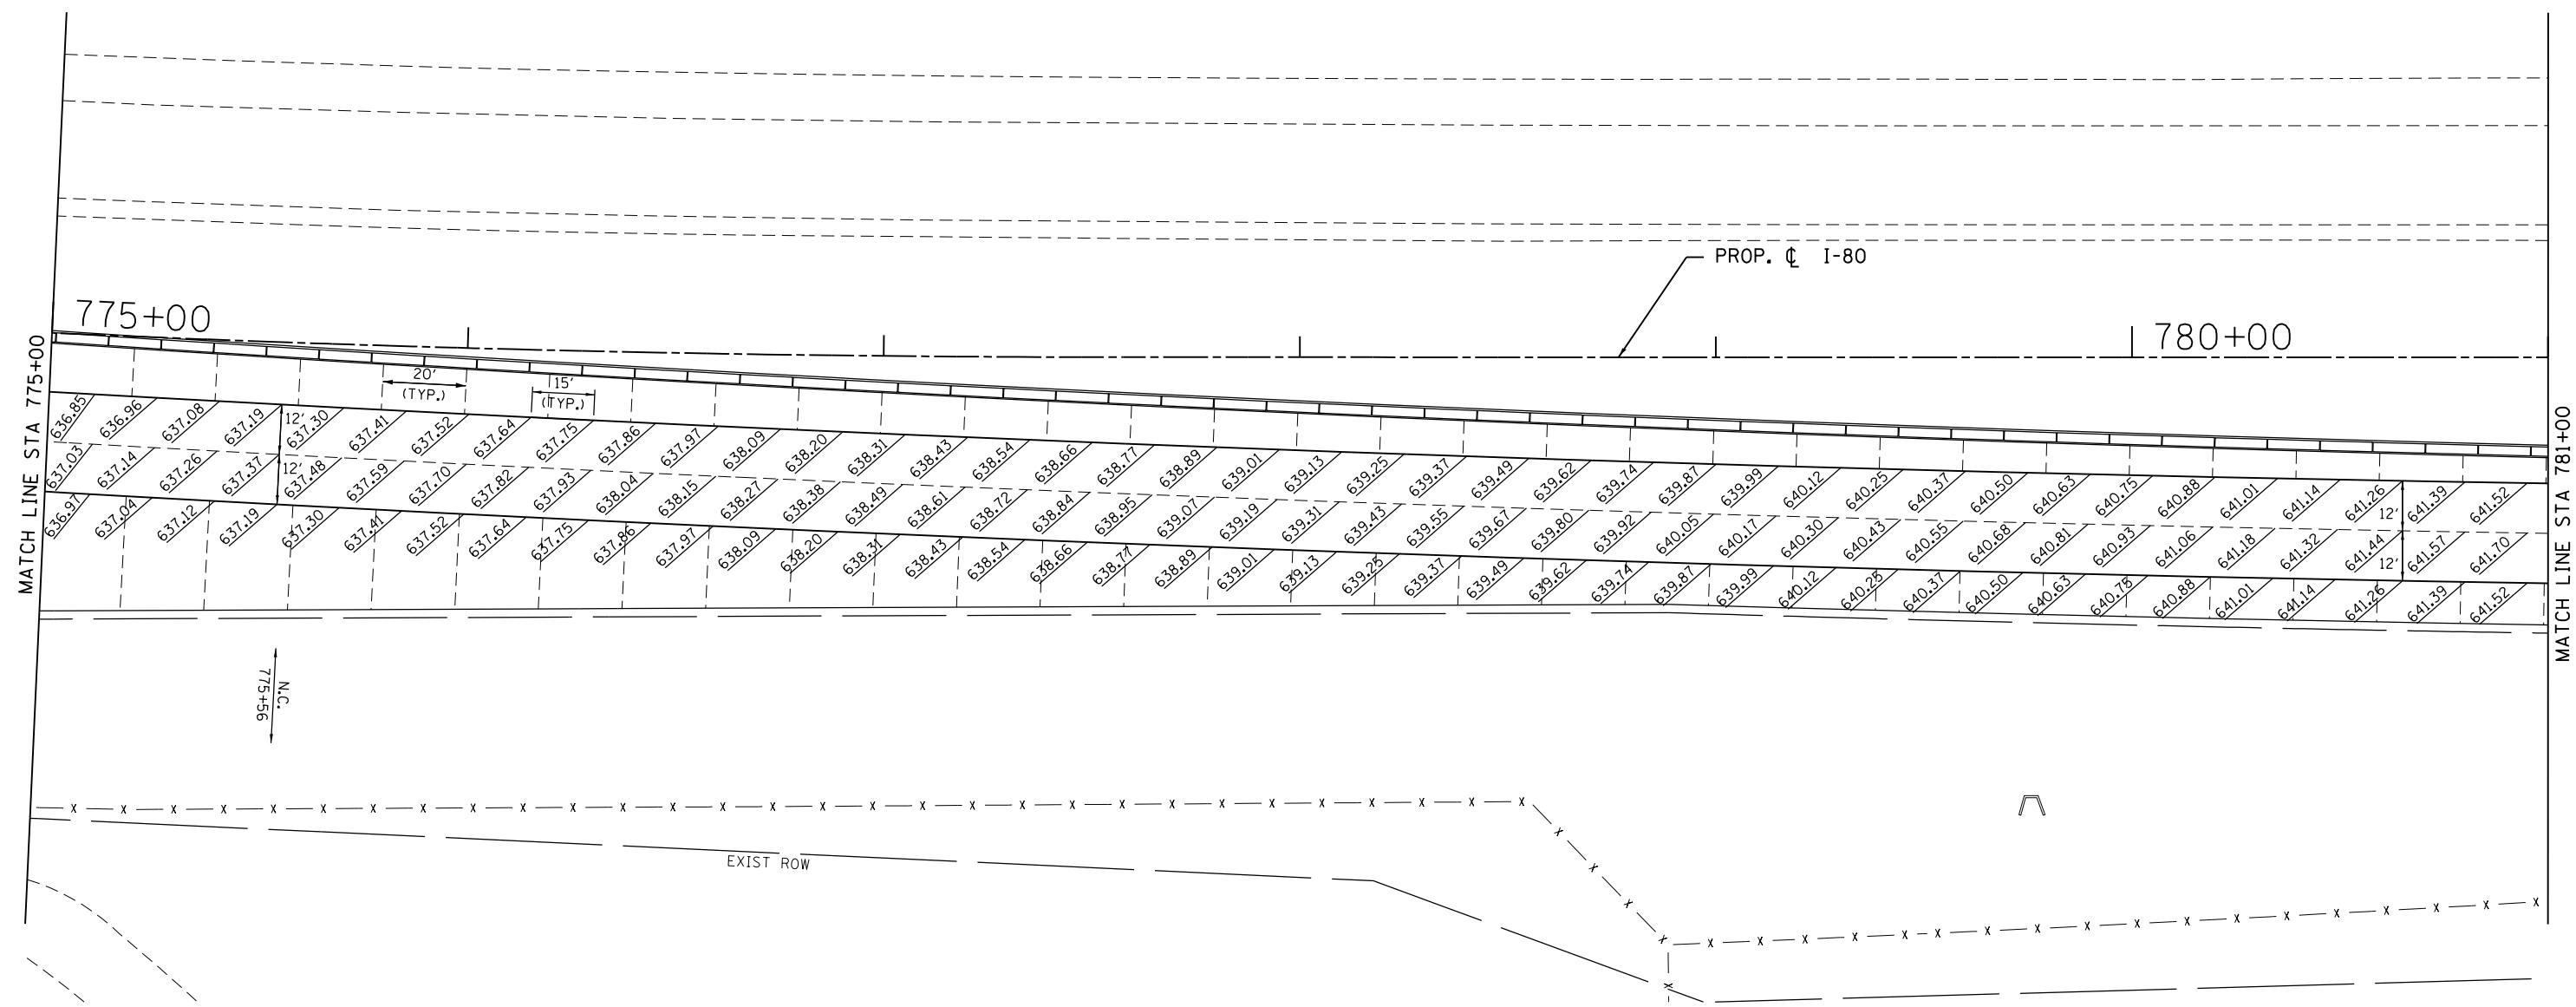 PROP. ℄ I-80
775+00
780+00
MATCH LINE STA 775+00
MATCH LINE STA 781+00
20'
(TYP.)
15'
(TYP.)
636.85 636.96 637.08 637.19 12' 637.30 637.41 637.52 637.64 637.75 637.86 637.97 638.09 638.20 638.31 638.43 638.54 638.66 638.77 638.89 639.01 639.13 639.25 639.37 639.49 639.62 639.74 639.87 639.99 640.12 640.25 640.37 640.50 640.63 640.75 640.88 641.01 641.14 641.26 12' 641.39 641.52
637.03 637.14 637.26 637.37 12' 637.48 637.59 637.70 637.82 637.93 638.04 638.15 638.27 638.38 638.49 638.61 638.72 638.84 638.95 639.07 639.19 639.31 639.43 639.55 639.67 639.80 639.92 640.05 640.17 640.30 640.43 640.55 640.68 640.81 640.93 641.06 641.18 641.32 641.44 12' 641.57 641.70
636.97 637.04 637.12 637.19 637.30 637.41 637.52 637.64 637.75 637.86 637.97 638.09 638.20 638.31 638.43 638.54 638.66 638.77 638.89 639.01 639.13 639.25 639.37 639.49 639.62 639.74 639.87 639.99 640.12 640.25 640.37 640.50 640.63 640.78 640.88 641.01 641.14 641.26 641.39 641.52
N.C.
775+56
EXIST ROW